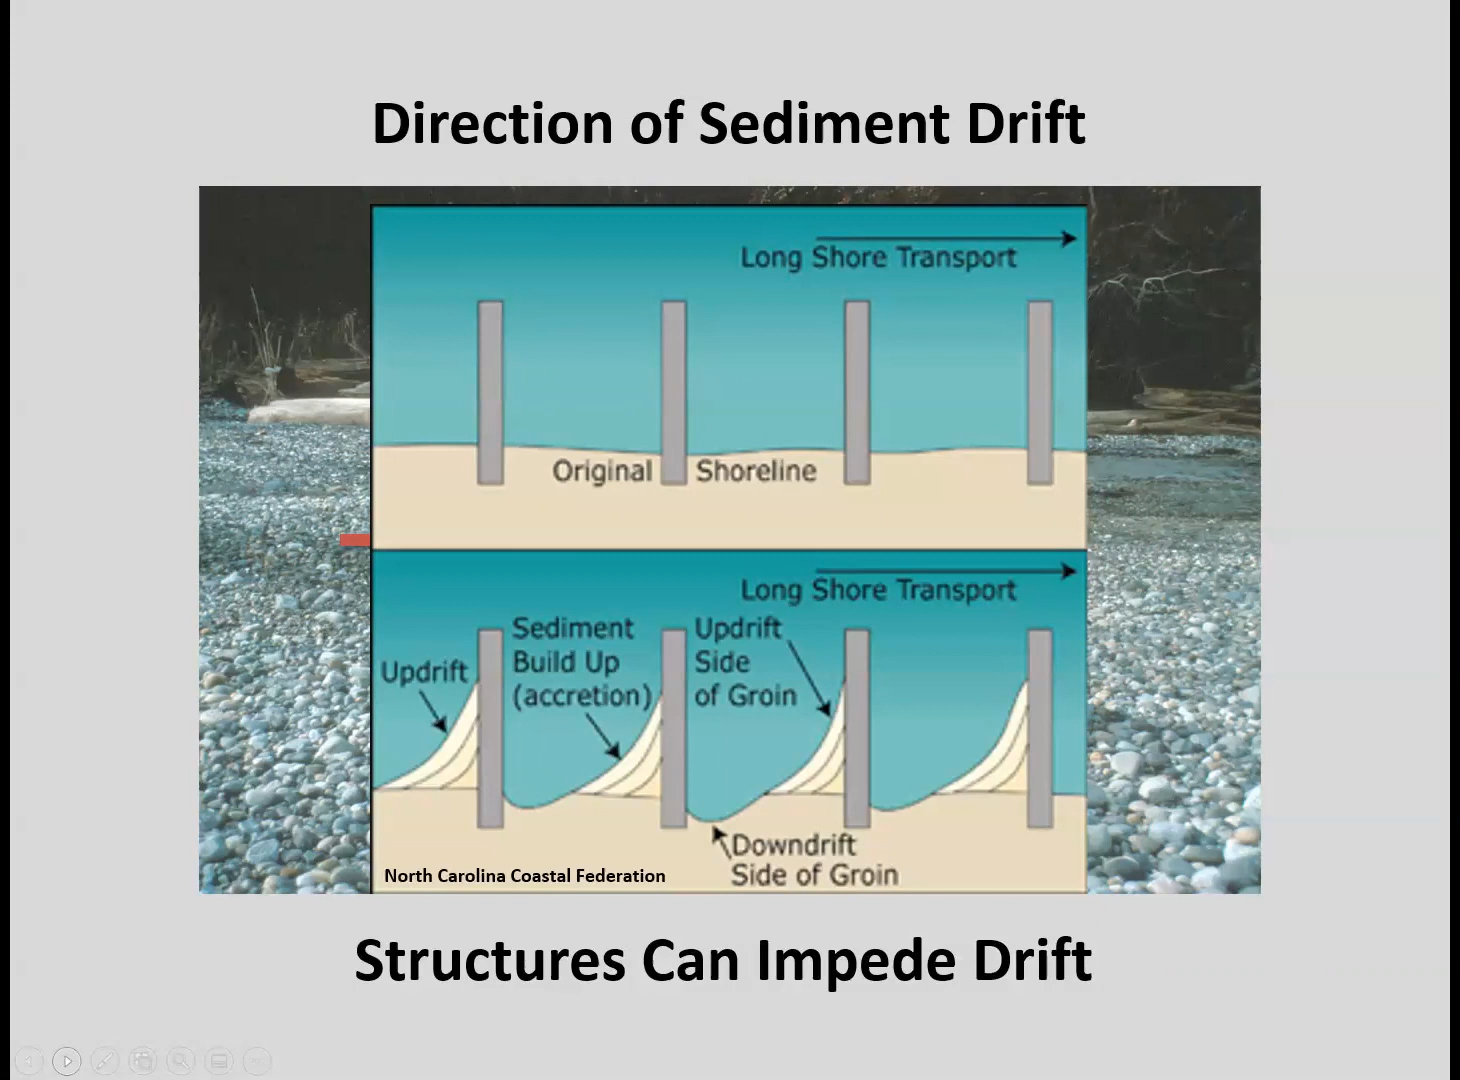 Direction of Sediment Drift
Long Shore Transport
Original Shoreline
Long Shore Transport
Updrift
Sediment
Build Up
(accretion)
Updrift
Side
of Groin
Downdrift
Side of Groin
North Carolina Coastal Federation
Structures Can Impede Drift